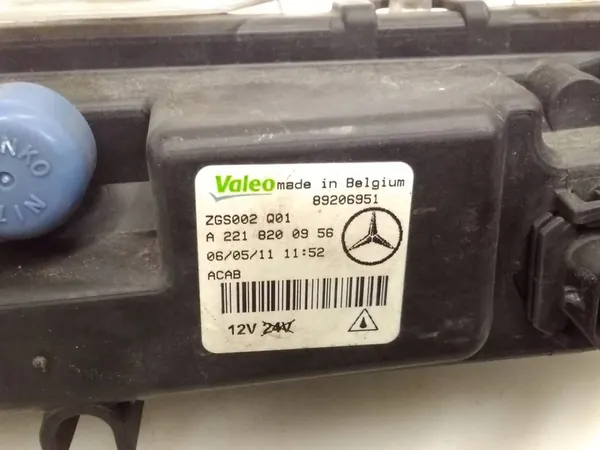 Valeo made in Belgium
89206951
ZGS002 Q01
A 221 820 09 56
06/05/11 11:52
ACAB
12V 24V